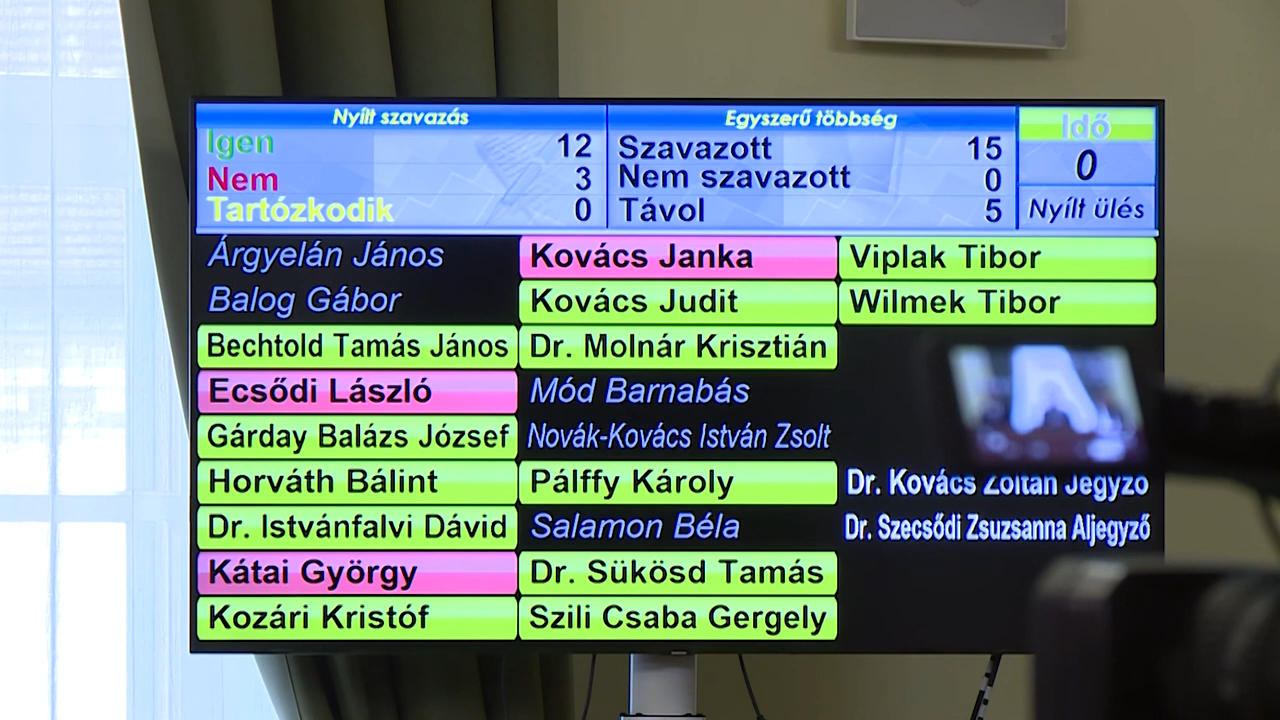 Nyílt szavazás
Igen 12
Nem 3
Tartózkodik 0
Egyszerű többség
Szavazott 15
Nem szavazott 0
Távol 5
Idő
0
Nyílt ülés
Árgyelán János
Balog Gábor
Bechtold Tamás János
Ecsődi László
Gárday Balázs József
Horváth Bálint
Dr. Istvánfalvi Dávid
Kátai György
Kozári Kristóf
Kovács Janka
Kovács Judit
Dr. Molnár Krisztián
Mód Barnabás
Novák-Kovács István Zsolt
Pálffy Károly
Salamon Béla
Dr. Sükösd Tamás
Szili Csaba Gergely
Viplak Tibor
Wilmek Tibor
Dr. Kovács Zoltán Jegyző
Dr. Szecsődi Zsuzsanna Aljegyző